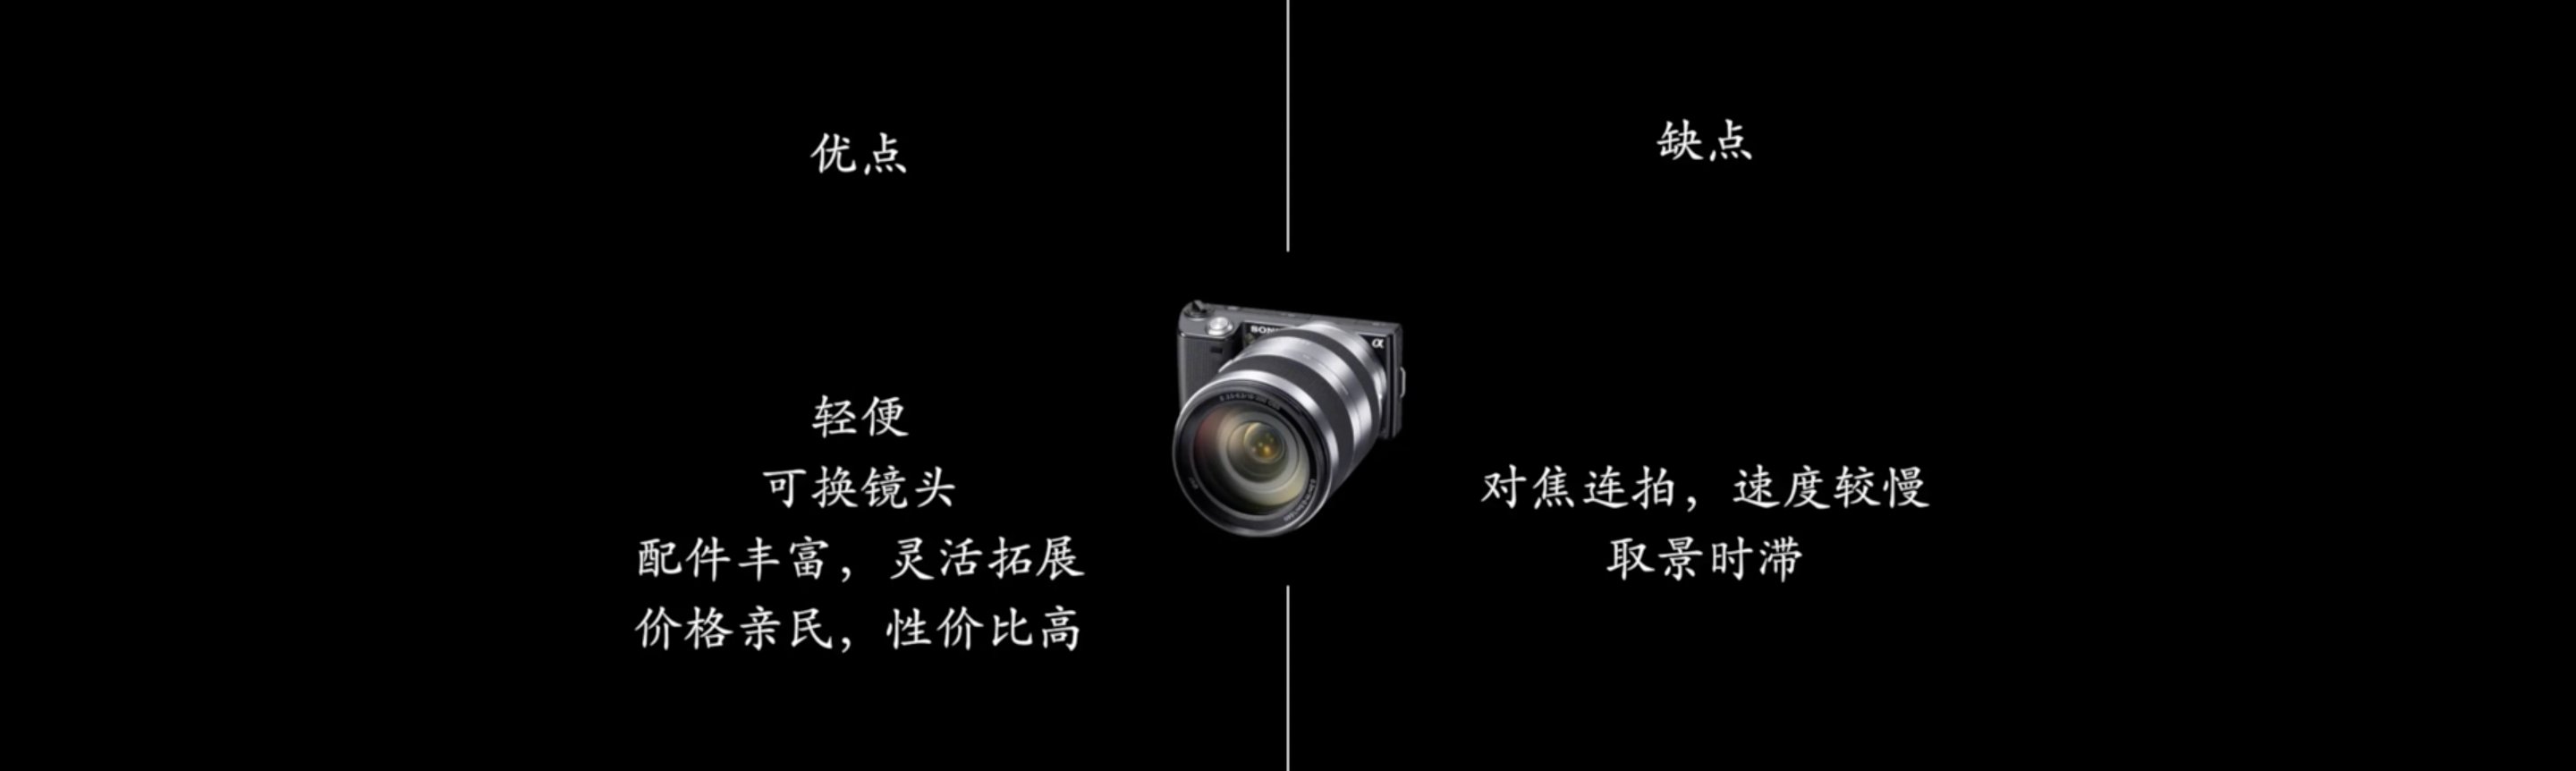 优点
轻便
可换镜头
配件丰富，灵活拓展
价格亲民，性价比高
SONY
α
缺点
对焦连拍，速度较慢
取景时滞